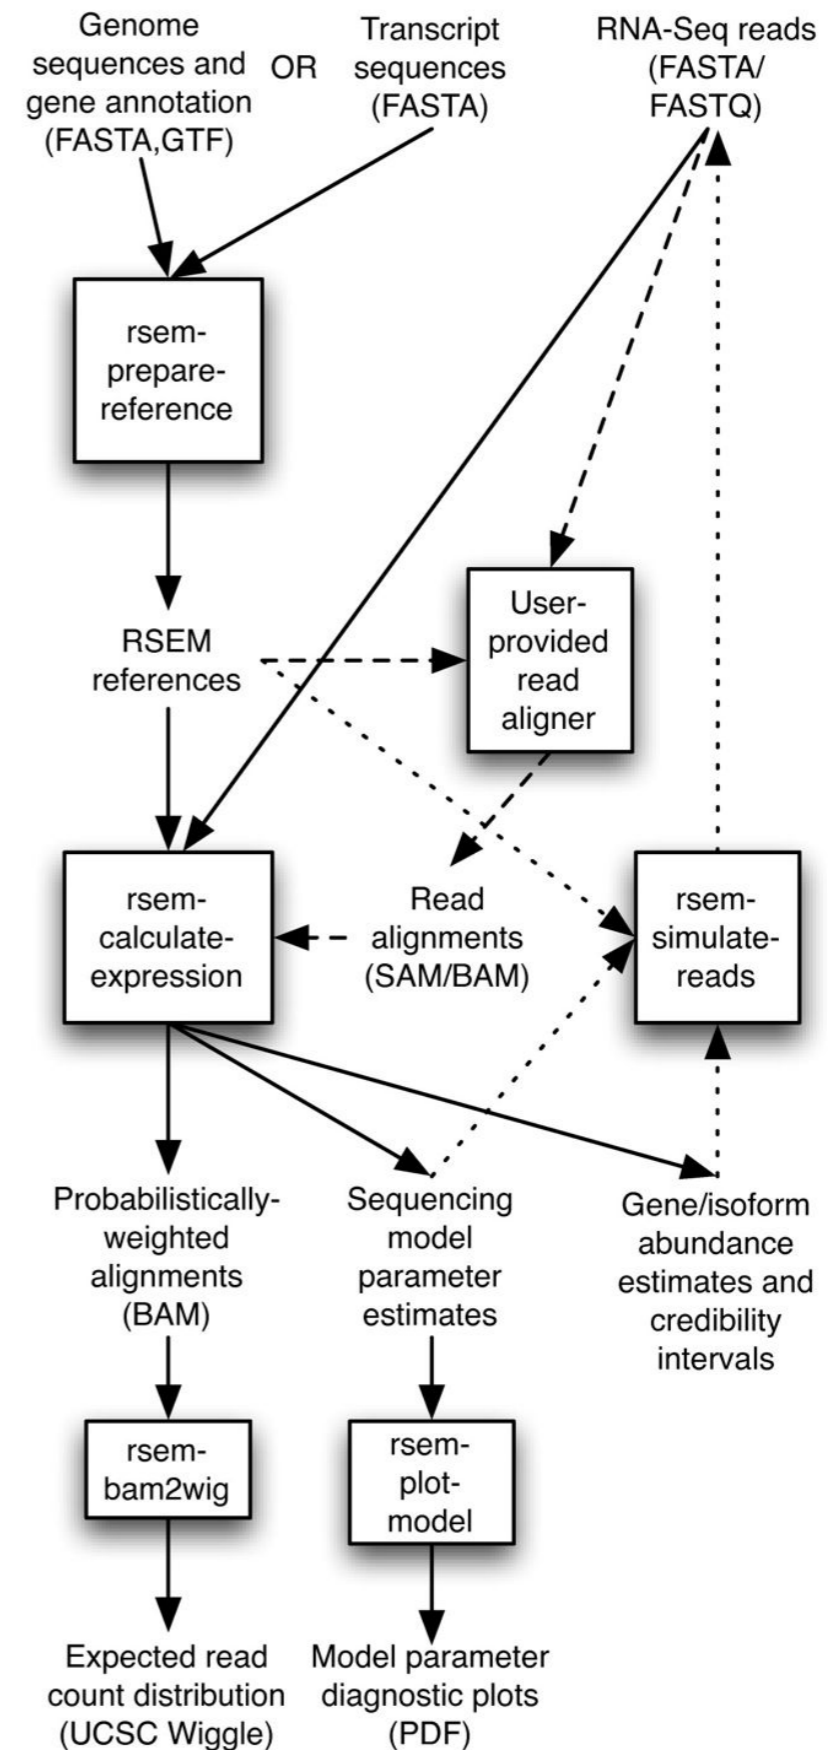 Genome
sequences and
gene annotation
(FASTA,GTF)
OR
Transcript
sequences
(FASTA)
RNA-Seq reads
(FASTA/
FASTQ)
rsem-
prepare-
reference
RSEM
references
User-
provided
read
aligner
rsem-
calculate-
expression
Read
alignments
(SAM/BAM)
rsem-
simulate-
reads
Probabilistically-
weighted
alignments
(BAM)
Sequencing
model
parameter
estimates
Gene/isoform
abundance
estimates and
credibility
intervals
rsem-
bam2wig
rsem-
plot-
model
Expected read
count distribution
(UCSC Wiggle)
Model parameter
diagnostic plots
(PDF)